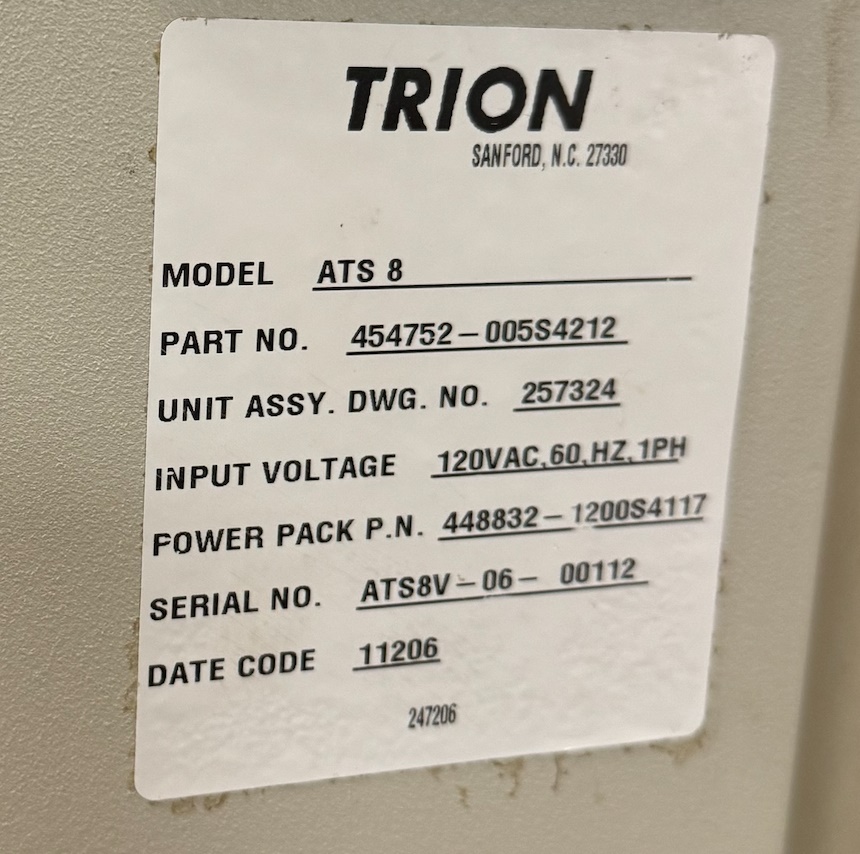 TRION
SANFORD, N.C. 27330
MODEL ATS 8
PART NO. 454752-005S4212
UNIT ASSY. DWG. NO. 257324
INPUT VOLTAGE 120VAC,60,HZ,1PH
POWER PACK P.N. 448832-1200S4117
SERIAL NO. ATS8V-06- 00112
DATE CODE 11206
247206